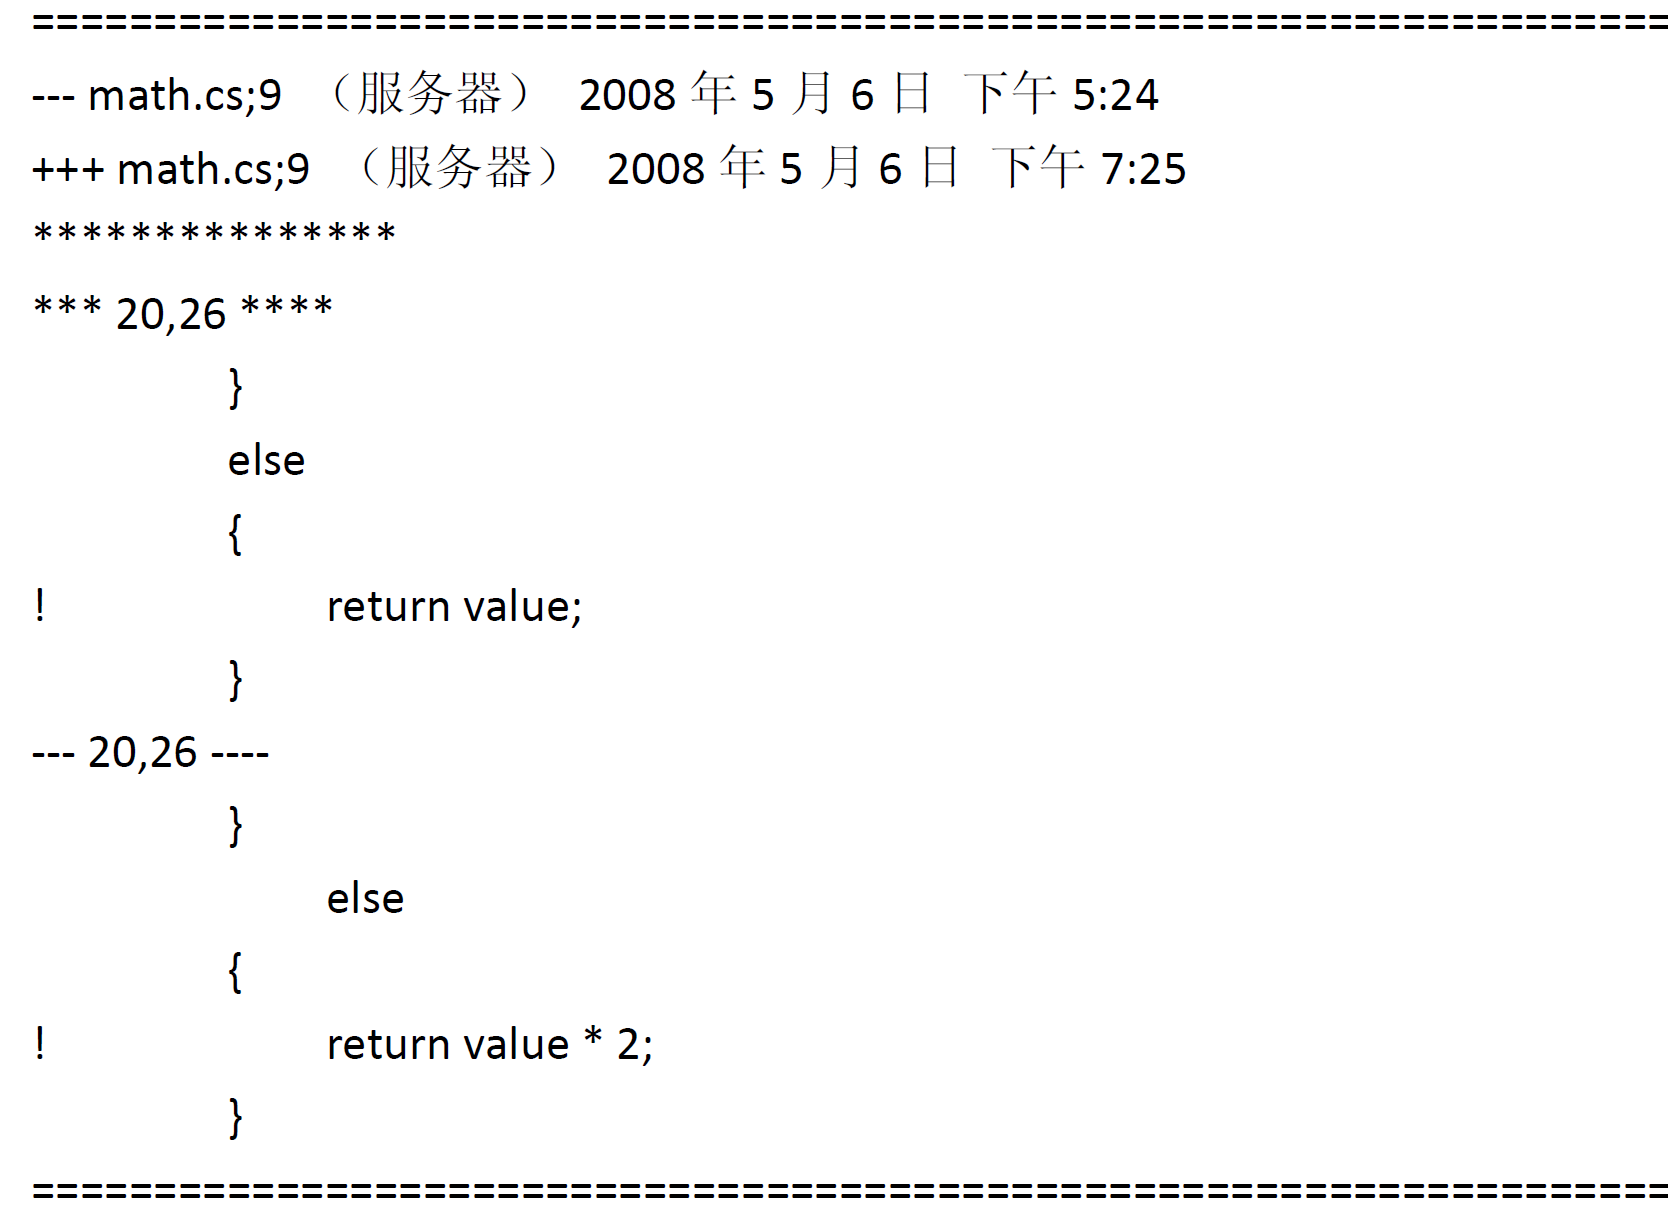 ===================================================================
--- math.cs;9 （服务器） 2008 年 5 月 6 日 下午 5:24
+++ math.cs;9 （服务器） 2008 年 5 月 6 日 下午 7:25
***************
*** 20,26 ****
}
else
{
! return value;
}
--- 20,26 ----
}
else
{
! return value * 2;
}
===================================================================